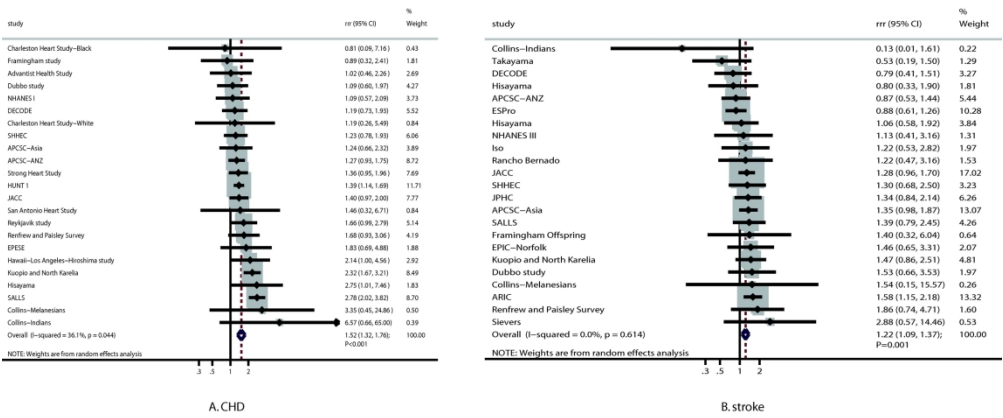 %
study rrr (95% CI) Weight
Charleston Heart Study−Black 0.81 (0.09, 7.16) 0.43
Framingham study 0.89 (0.32, 2.41) 1.81
Advantist Health Study 1.02 (0.46, 2.26) 2.69
Dubbo study 1.09 (0.60, 1.97) 4.27
NHANES I 1.09 (0.57, 2.09) 3.73
DECODE 1.19 (0.73, 1.93) 5.52
Charleston Heart Study−White 1.19 (0.26, 5.49) 0.84
SHHEC 1.23 (0.78, 1.93) 6.06
APCSC−Asia 1.24 (0.66, 2.32) 3.89
APCSC−ANZ 1.27 (0.93, 1.75) 8.72
Strong Heart Study 1.36 (0.95, 1.96) 7.69
HUNT I 1.39 (1.14, 1.69) 11.71
JACC 1.40 (0.97, 2.00) 7.77
San Antonio Heart Study 1.46 (0.32, 6.71) 0.84
Reykjavik study 1.66 (0.99, 2.79) 5.14
Renfrew and Paisley Survey 1.68 (0.93, 3.06) 4.19
EPESE 1.83 (0.69, 4.88) 1.88
Hawaii−Los Angeles−Hiroshima study 2.14 (1.00, 4.56) 2.92
Kuopio and North Karelia 2.32 (1.67, 3.21) 8.49
Hisayama 2.75 (1.01, 7.46) 1.83
SALLS 2.78 (2.02, 3.82) 8.70
Collins−Melanesians 3.35 (0.45, 24.86) 0.50
Collins−Indians 6.57 (0.66, 65.00) 0.39
Overall (I−squared = 36.1%, p = 0.044) 1.52 (1.32, 1.76); 100.00
P<0.001
NOTE: Weights are from random effects analysis
.3 .5 1 2
A. CHD
%
study rrr (95% CI) Weight
Collins−Indians 0.13 (0.01, 1.61) 0.22
Takayama 0.53 (0.19, 1.50) 1.29
DECODE 0.79 (0.41, 1.51) 3.27
Hisayama 0.80 (0.33, 1.90) 1.81
APCSC−ANZ 0.87 (0.53, 1.44) 5.44
ESPro 0.88 (0.61, 1.26) 10.28
Hisayama 1.06 (0.58, 1.92) 3.84
NHANES III 1.13 (0.41, 3.16) 1.31
Iso 1.22 (0.53, 2.82) 1.97
Rancho Bernado 1.22 (0.47, 3.16) 1.53
JACC 1.28 (0.96, 1.70) 17.02
SHHEC 1.30 (0.68, 2.50) 3.23
JPHC 1.34 (0.84, 2.14) 6.26
APCSC−Asia 1.35 (0.98, 1.87) 13.07
SALLS 1.39 (0.79, 2.45) 4.26
Framingham Offspring 1.40 (0.32, 6.04) 0.64
EPIC−Norfolk 1.46 (0.65, 3.31) 2.07
Kuopio and North Karelia 1.47 (0.86, 2.51) 4.81
Dubbo study 1.53 (0.66, 3.53) 1.97
Collins−Melanesians 1.54 (0.15, 15.57) 0.26
ARIC 1.58 (1.15, 2.18) 13.32
Renfrew and Paisley Survey 1.86 (0.74, 4.71) 1.60
Sievers 2.88 (0.57, 14.46) 0.53
Overall (I−squared = 0.0%, p = 0.614) 1.22 (1.09, 1.37); 100.00
P=0.001
NOTE: Weights are from random effects analysis
.3 .5 1 2
B. stroke